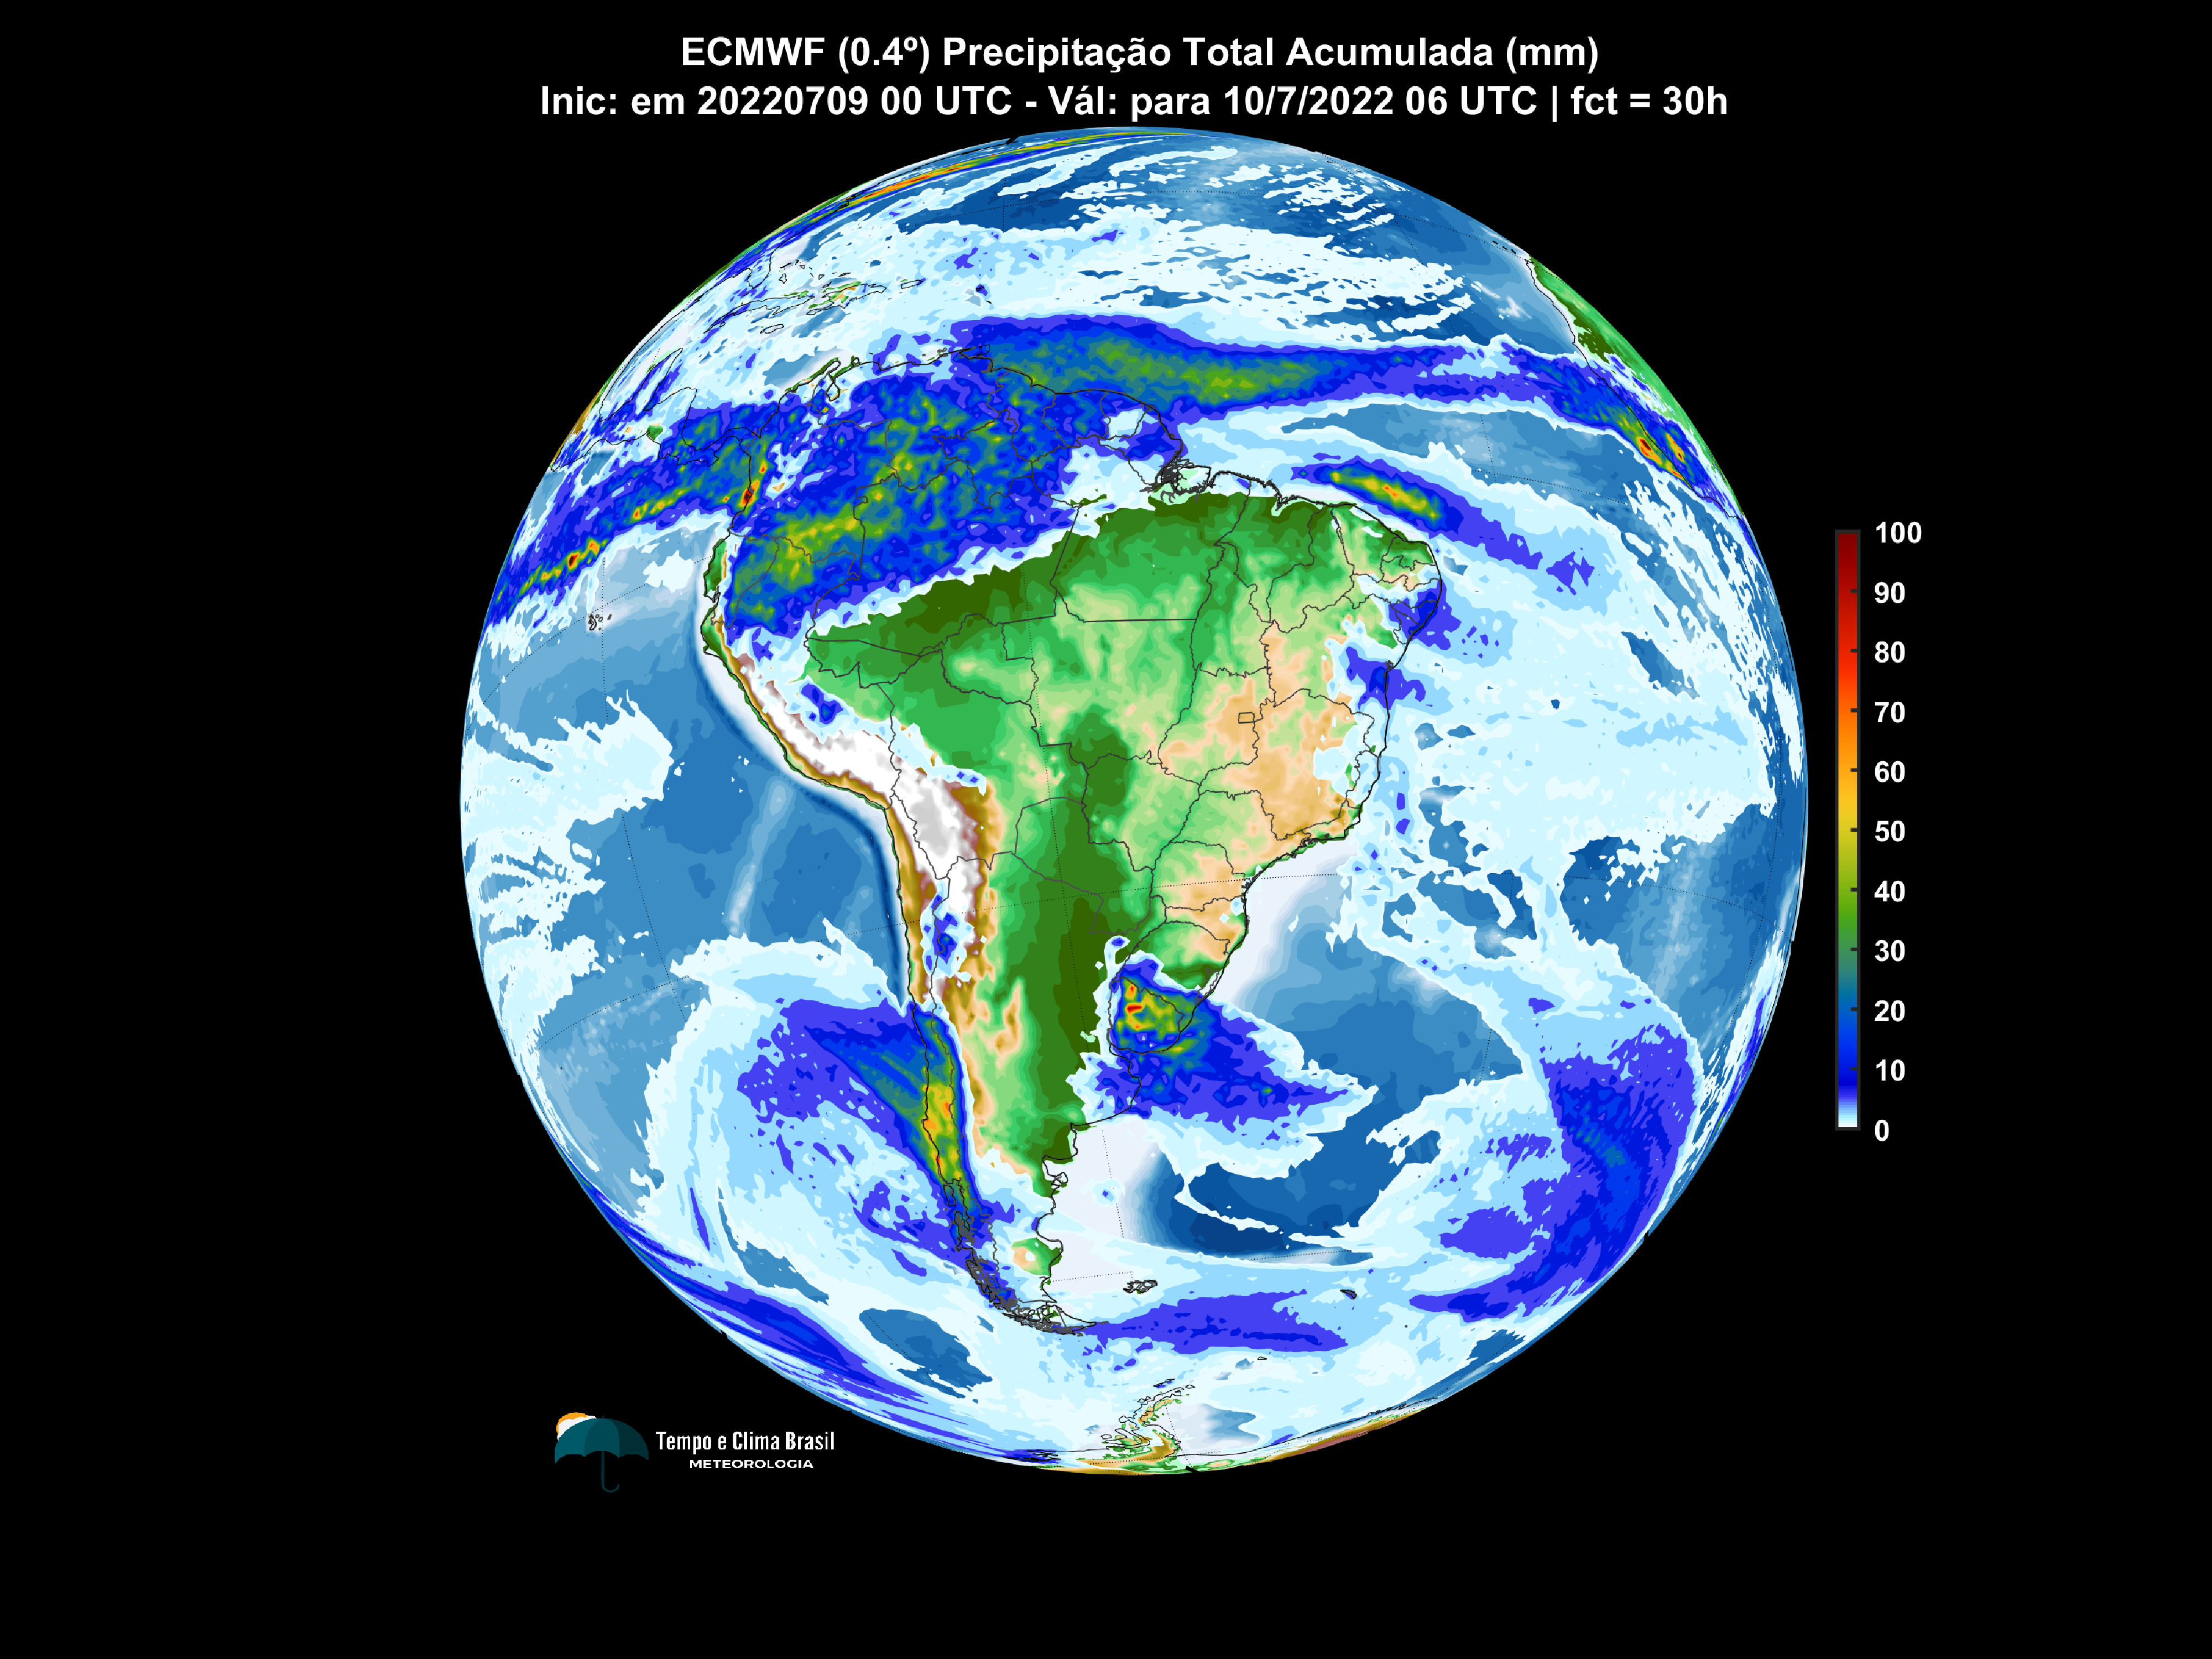 ECMWF (0.4º) Precipitação Total Acumulada (mm)
Inic: em 20220709 00 UTC - Vál: para 10/7/2022 06 UTC | fct = 30h
100
90
80
70
60
50
40
30
20
10
0
Tempo e Clima Brasil
METEOROLOGIA